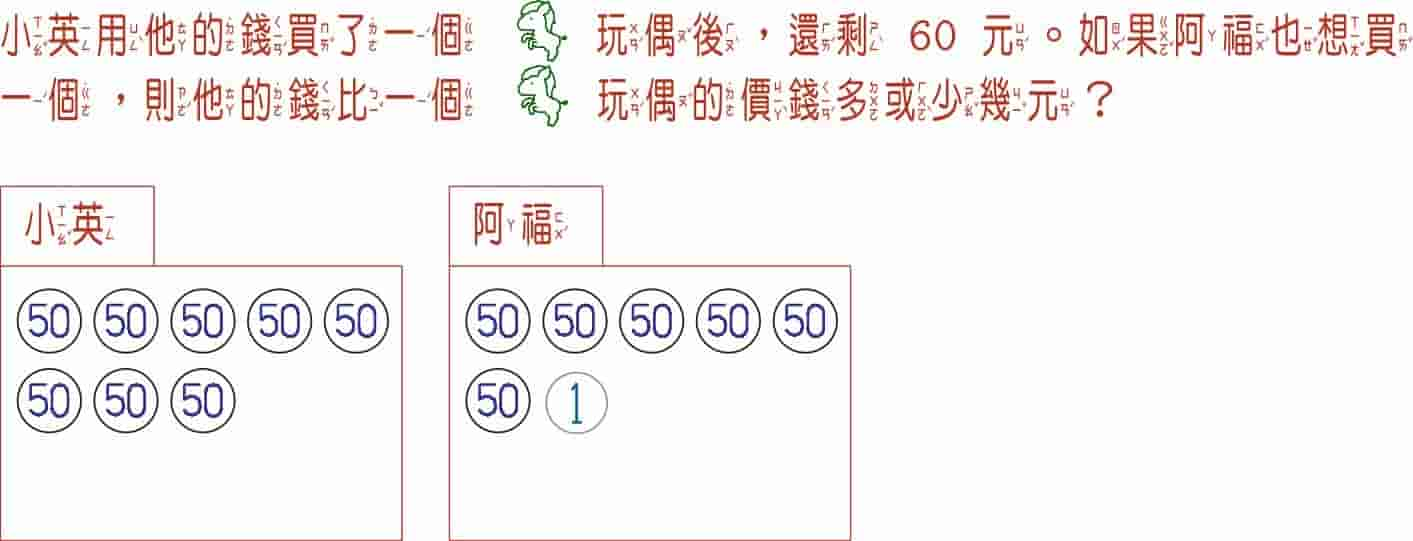 小英用他的錢買了一個 玩偶後，還剩 60 元。如果阿福也想買
一個，則他的錢比一個 玩偶的價錢多或少幾元？
小英
阿福
50 50 50 50 50
50 50 50
50 50 50 50 50
50 1